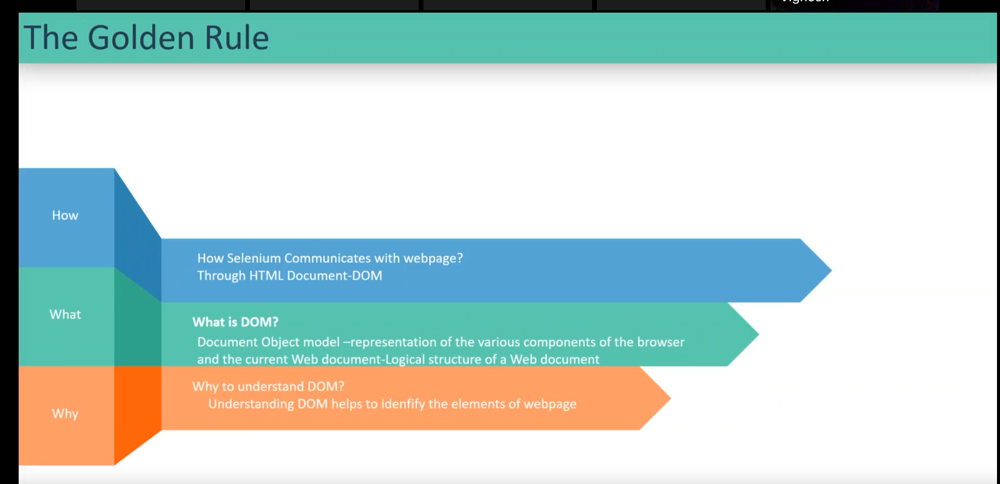 The Golden Rule
How
How Selenium Communicates with webpage?
Through HTML Document-DOM
What
What is DOM?
Document Object model –representation of the various components of the browser
and the current Web document-Logical structure of a Web document
Why
Why to understand DOM?
Understanding DOM helps to idenfify the elements of webpage